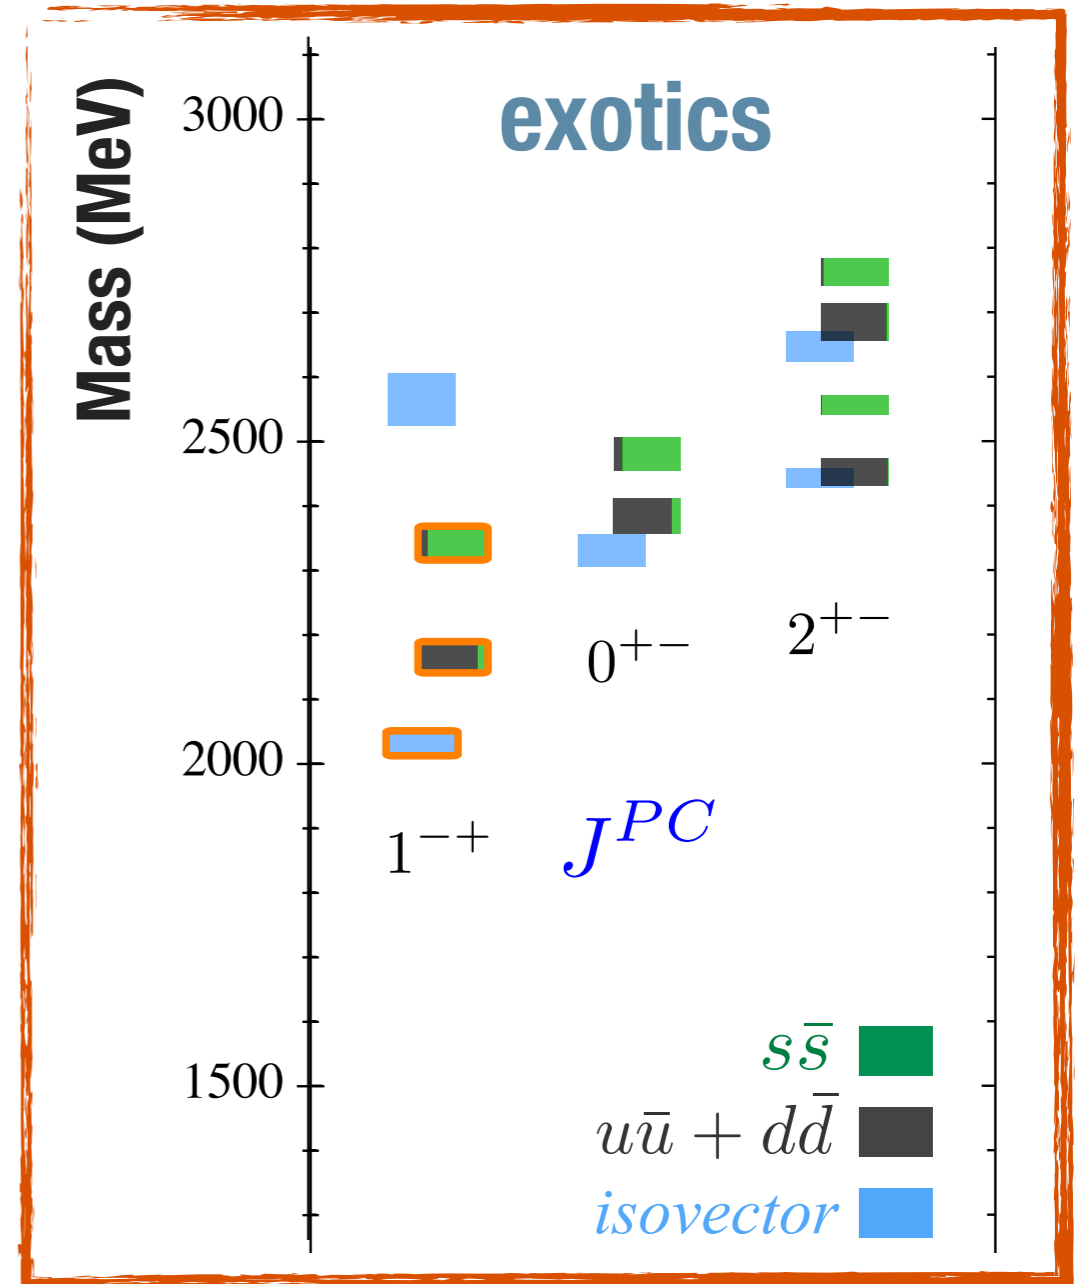 exotics
Mass (MeV)
3000
2500
2000
1500
1⁻⁺
0⁺⁻
2⁺⁻
Jᴾᶜ
ss̄
uū + dd̄
isovector